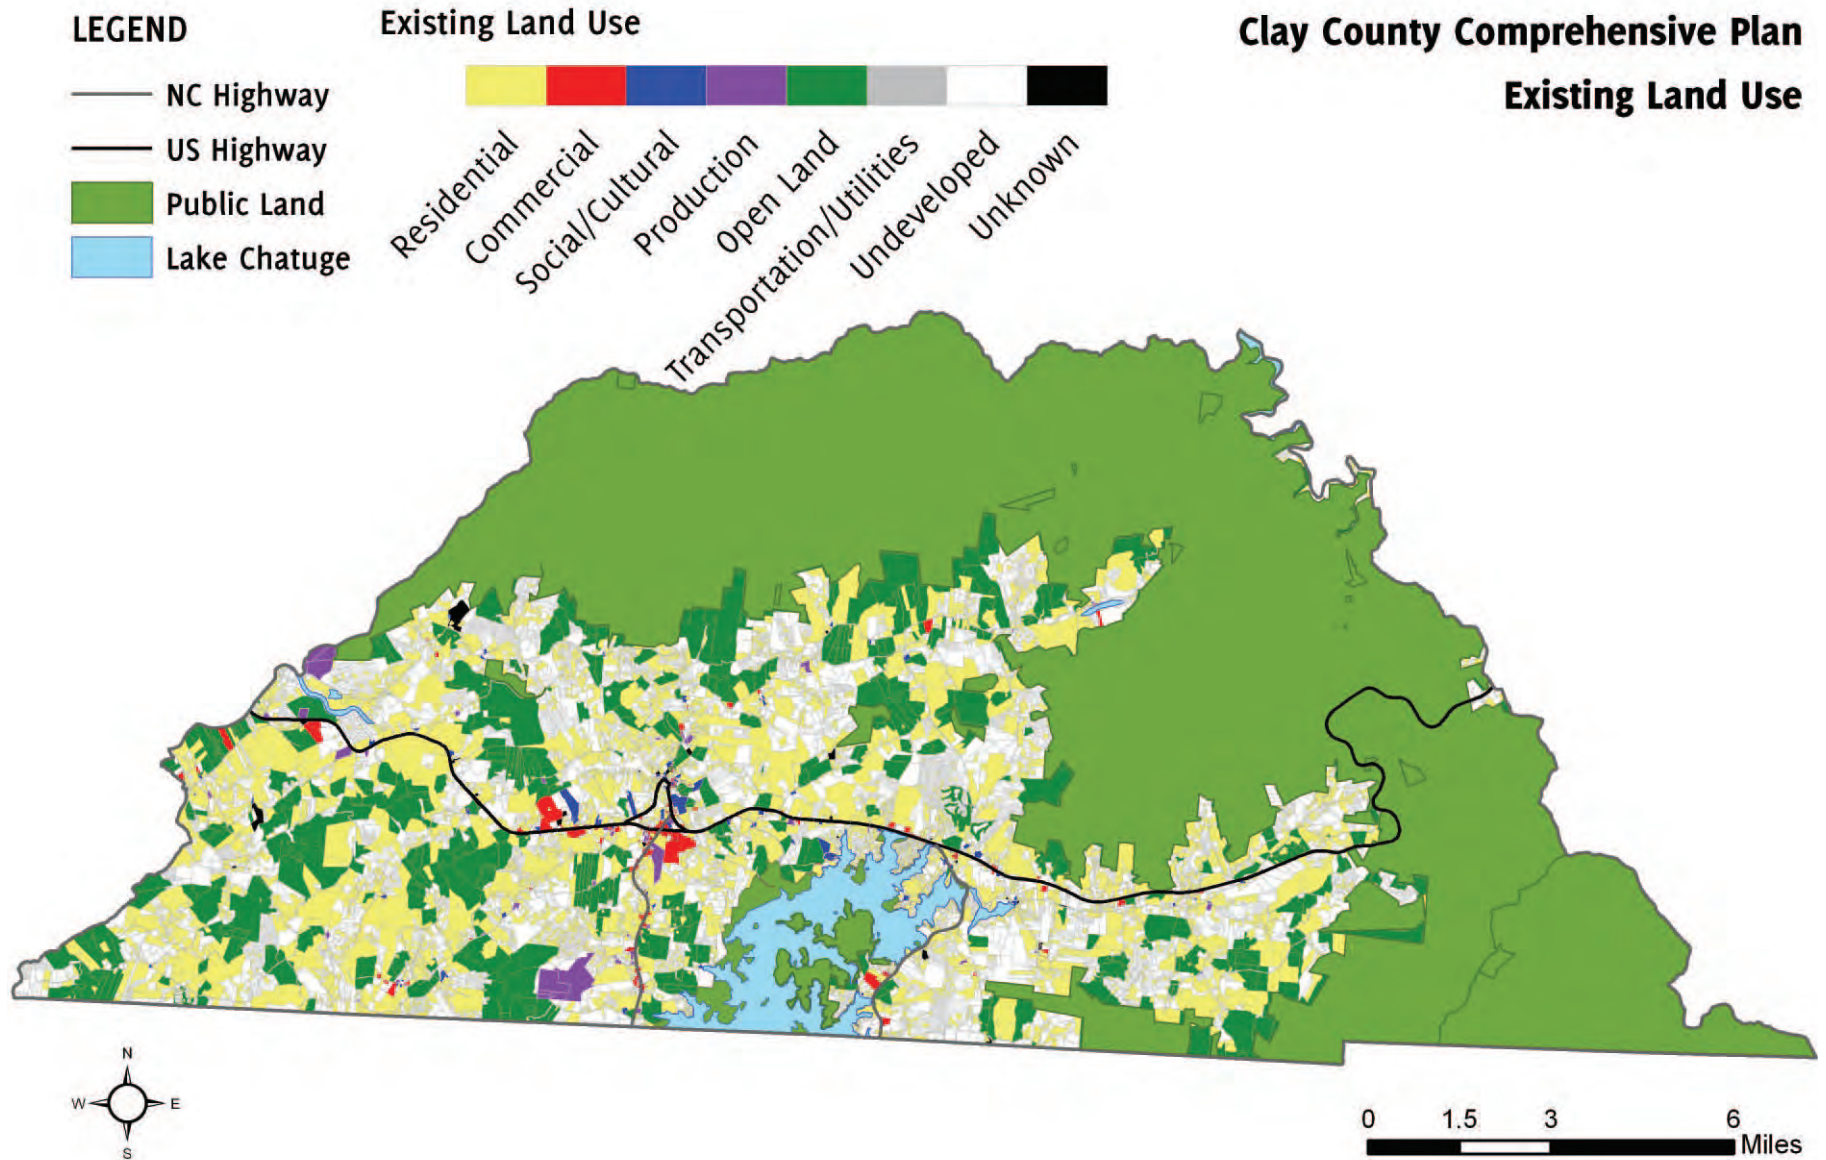 LEGEND
NC Highway
US Highway
Public Land
Lake Chatuge
Existing Land Use
Residential
Commercial
Social/Cultural
Production
Open Land
Transportation/Utilities
Undeveloped
Unknown
Clay County Comprehensive Plan
Existing Land Use
N
W E
S
0 1.5 3 6
Miles